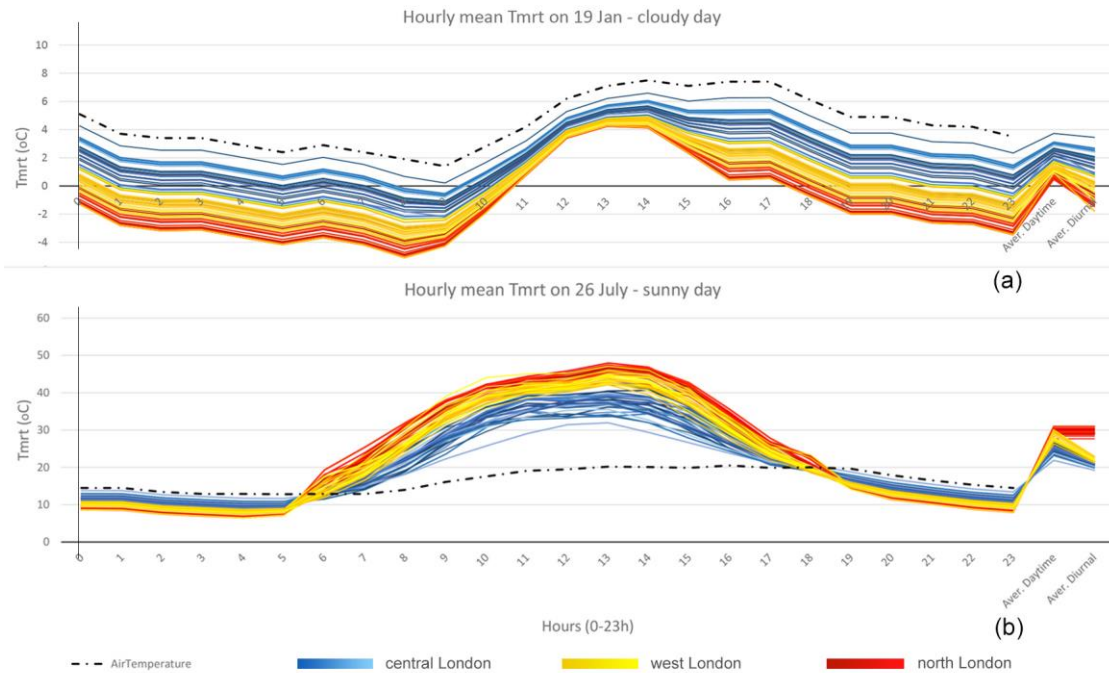 Hourly mean Tmrt on 19 Jan - cloudy day
Tmrt (oC)
10
8
6
4
2
0
-2
-4
0 1 2 3 4 5 6 7 8 9 10 11 12 13 14 15 16 17 18 19 20 21 22 23 Aver. Daytime Aver. Diurnal
(a)
Hourly mean Tmrt on 26 July - sunny day
Tmrt (oC)
60
50
40
30
20
10
0
0 1 2 3 4 5 6 7 8 9 10 11 12 13 14 15 16 17 18 19 20 21 22 23 Aver. Daytime Aver. Diurnal
Hours (0-23h)
(b)
AirTemperature central London west London north London